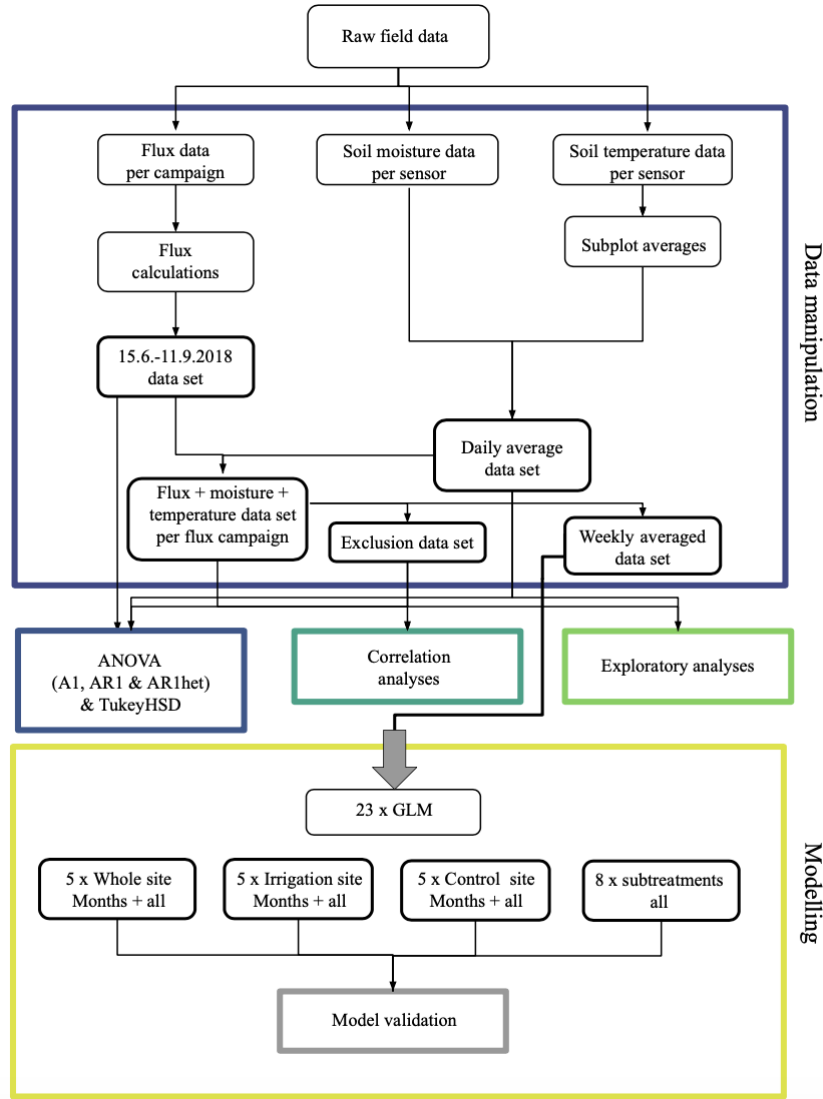 Raw field data
Flux data
per campaign
Soil moisture data
per sensor
Soil temperature data
per sensor
Flux
calculations
Subplot averages
15.6.-11.9.2018
data set
Daily average
data set
Flux + moisture +
temperature data set
per flux campaign
Exclusion data set
Weekly averaged
data set
Data manipulation
ANOVA
(A1, AR1 & AR1het)
& TukeyHSD
Correlation
analyses
Exploratory analyses
23 x GLM
5 x Whole site
Months + all
5 x Irrigation site
Months + all
5 x Control site
Months + all
8 x subtreatments
all
Modelling
Model validation